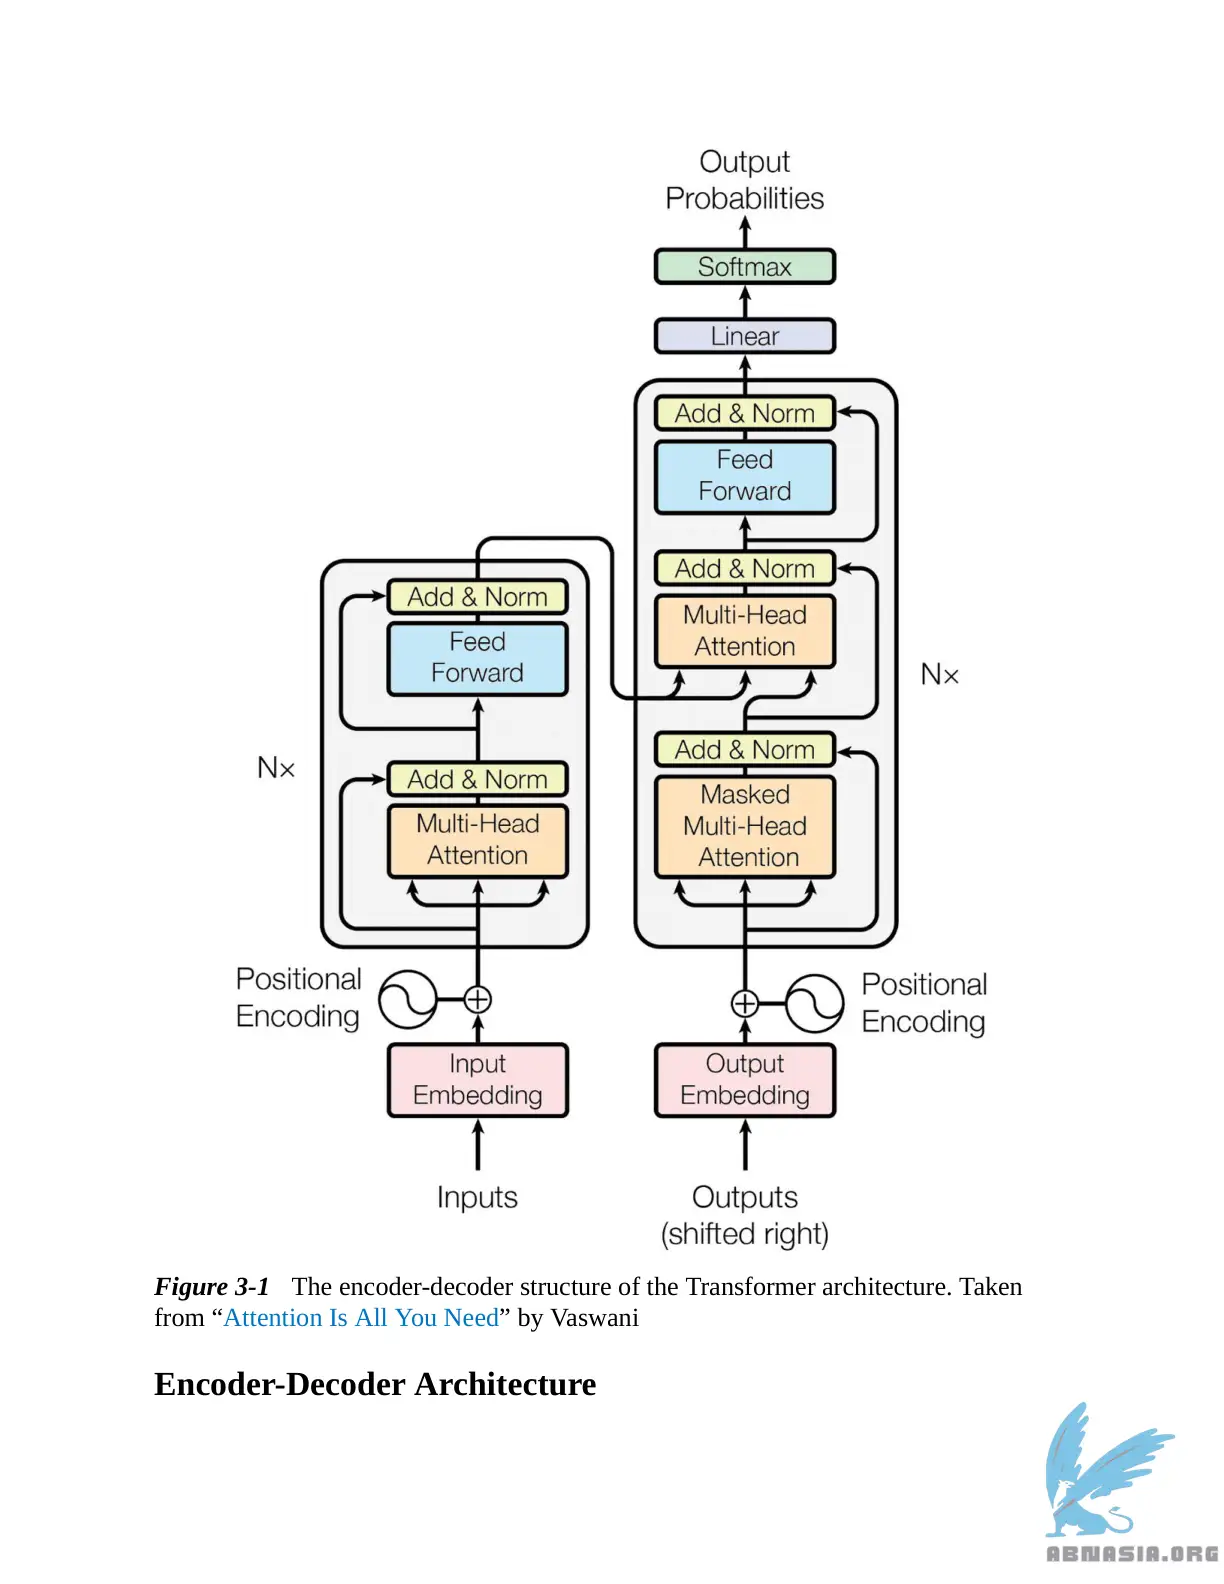 Output
Probabilities
Softmax
Linear
Add & Norm
Feed
Forward
Add & Norm
Multi-Head
Attention
Add & Norm
Masked
Multi-Head
Attention
N×
Positional
Encoding
Output
Embedding
Outputs
(shifted right)
Add & Norm
Feed
Forward
N×
Add & Norm
Multi-Head
Attention
Positional
Encoding
Input
Embedding
Inputs
Figure 3-1 The encoder-decoder structure of the Transformer architecture. Taken
from “Attention Is All You Need” by Vaswani
Encoder-Decoder Architecture
ABNASIA.ORG